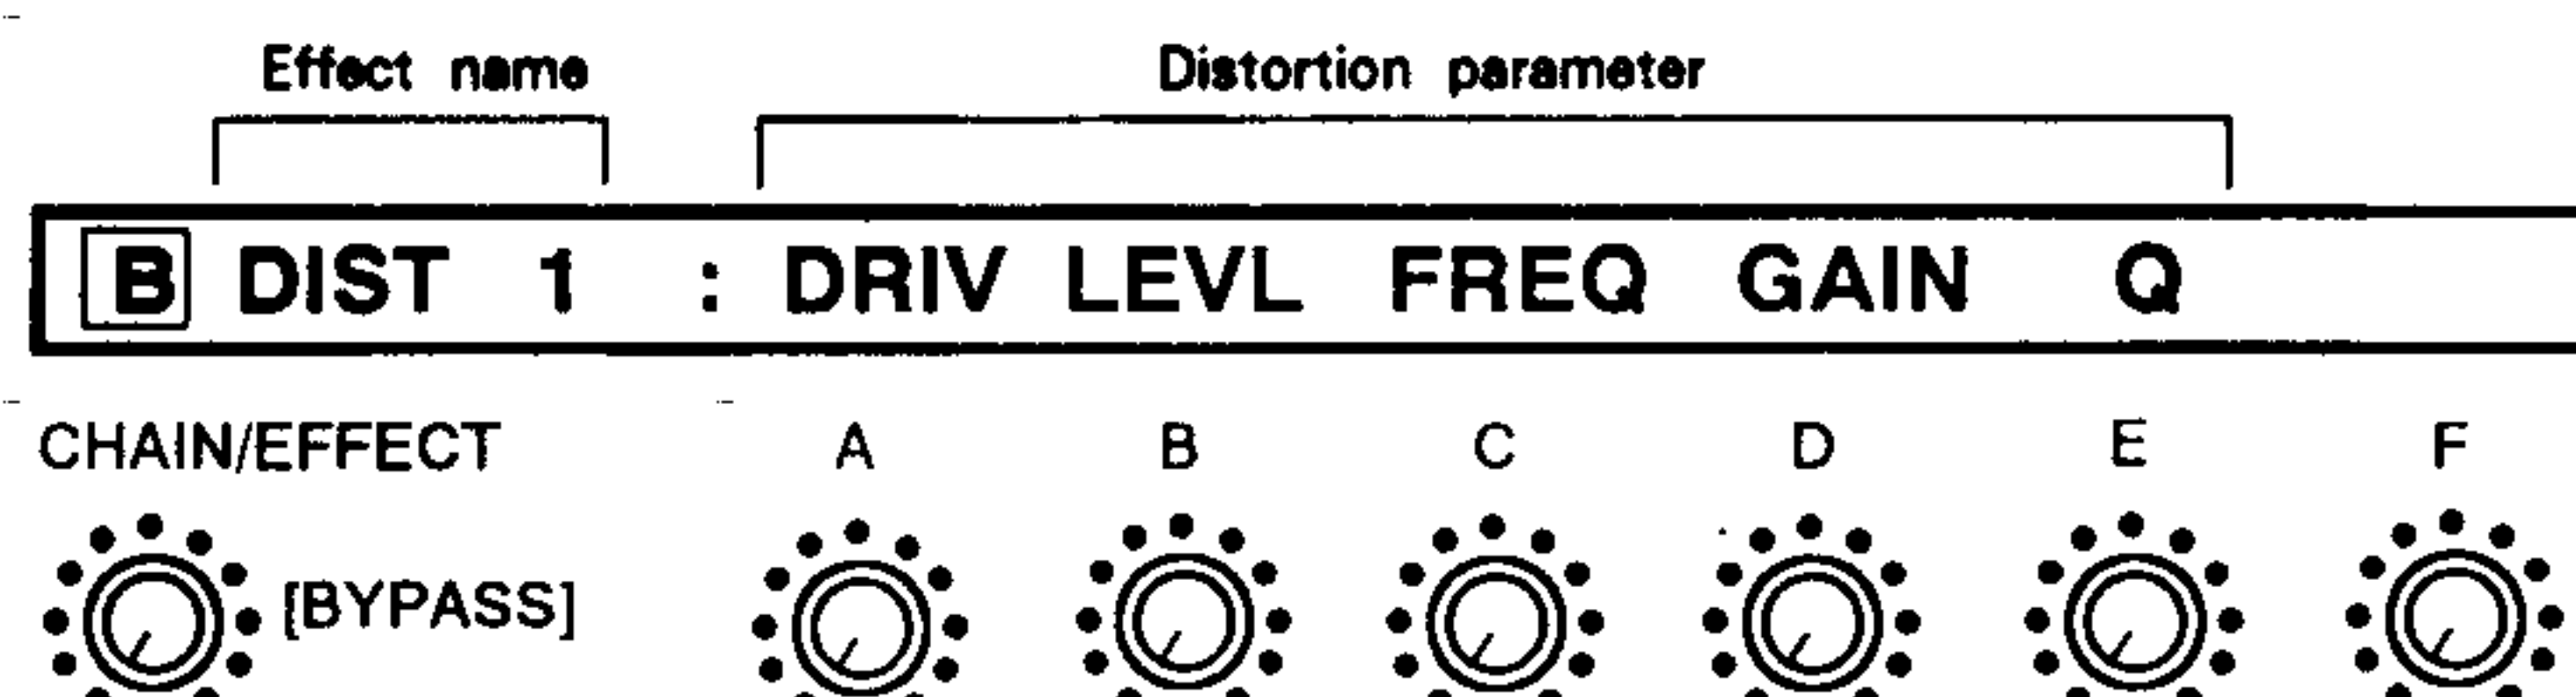 Effect name Distortion parameter
B DIST 1 : DRIV LEVL FREQ GAIN Q
CHAIN/EFFECT A B C D E F
[BYPASS]